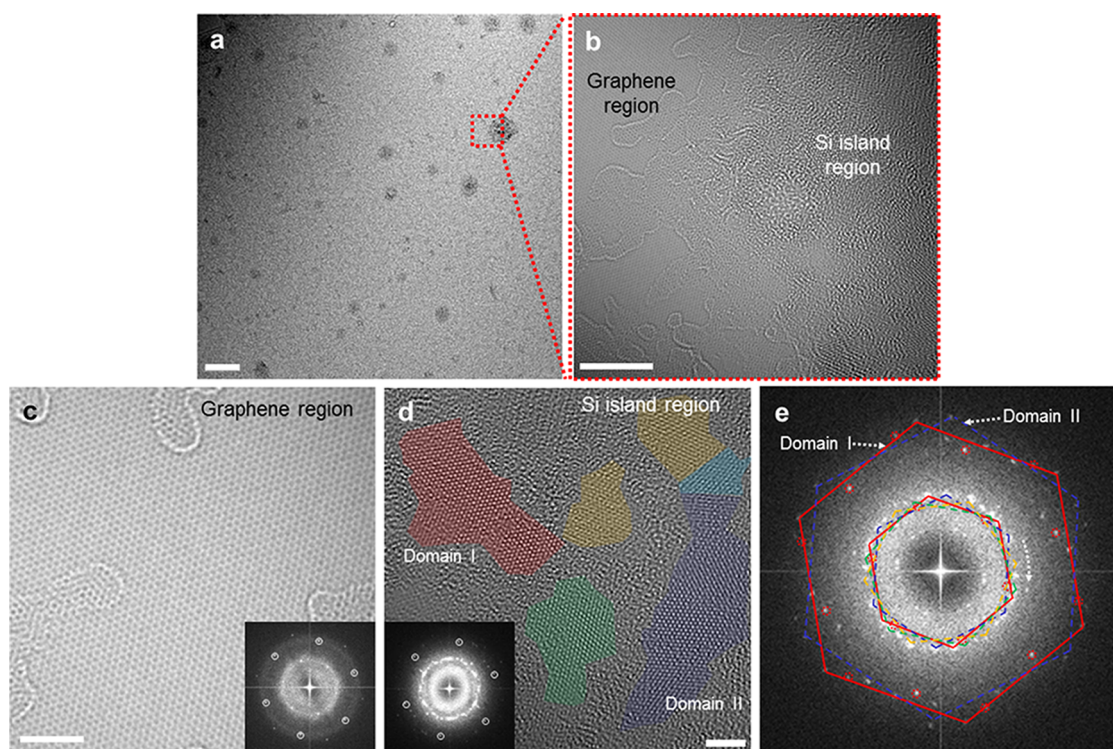 a
b
Graphene
region
Si island
region
c
Graphene region
d
Si island region
Domain I
Domain II
e
Domain I
Domain II